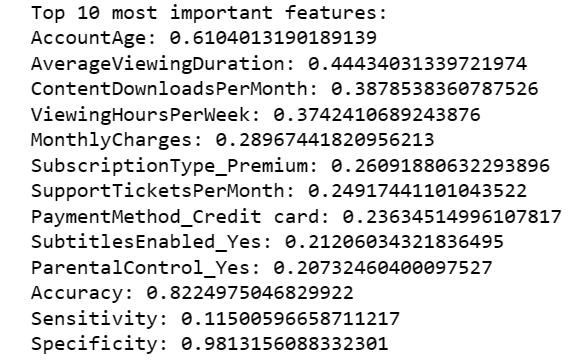 Top 10 most important features:
AccountAge: 0.6104013190189139
AverageViewingDuration: 0.44434031339721974
ContentDownloadsPerMonth: 0.3878538360787526
ViewingHoursPerWeek: 0.3742410689243876
MonthlyCharges: 0.28967441820956213
SubscriptionType_Premium: 0.26091880632293896
SupportTicketsPerMonth: 0.24917441101043522
PaymentMethod_Credit card: 0.23634514996107817
SubtitlesEnabled_Yes: 0.21206034321836495
ParentalControl_Yes: 0.20732460400097527
Accuracy: 0.8224975046829922
Sensitivity: 0.11500596658711217
Specificity: 0.9813156088332301